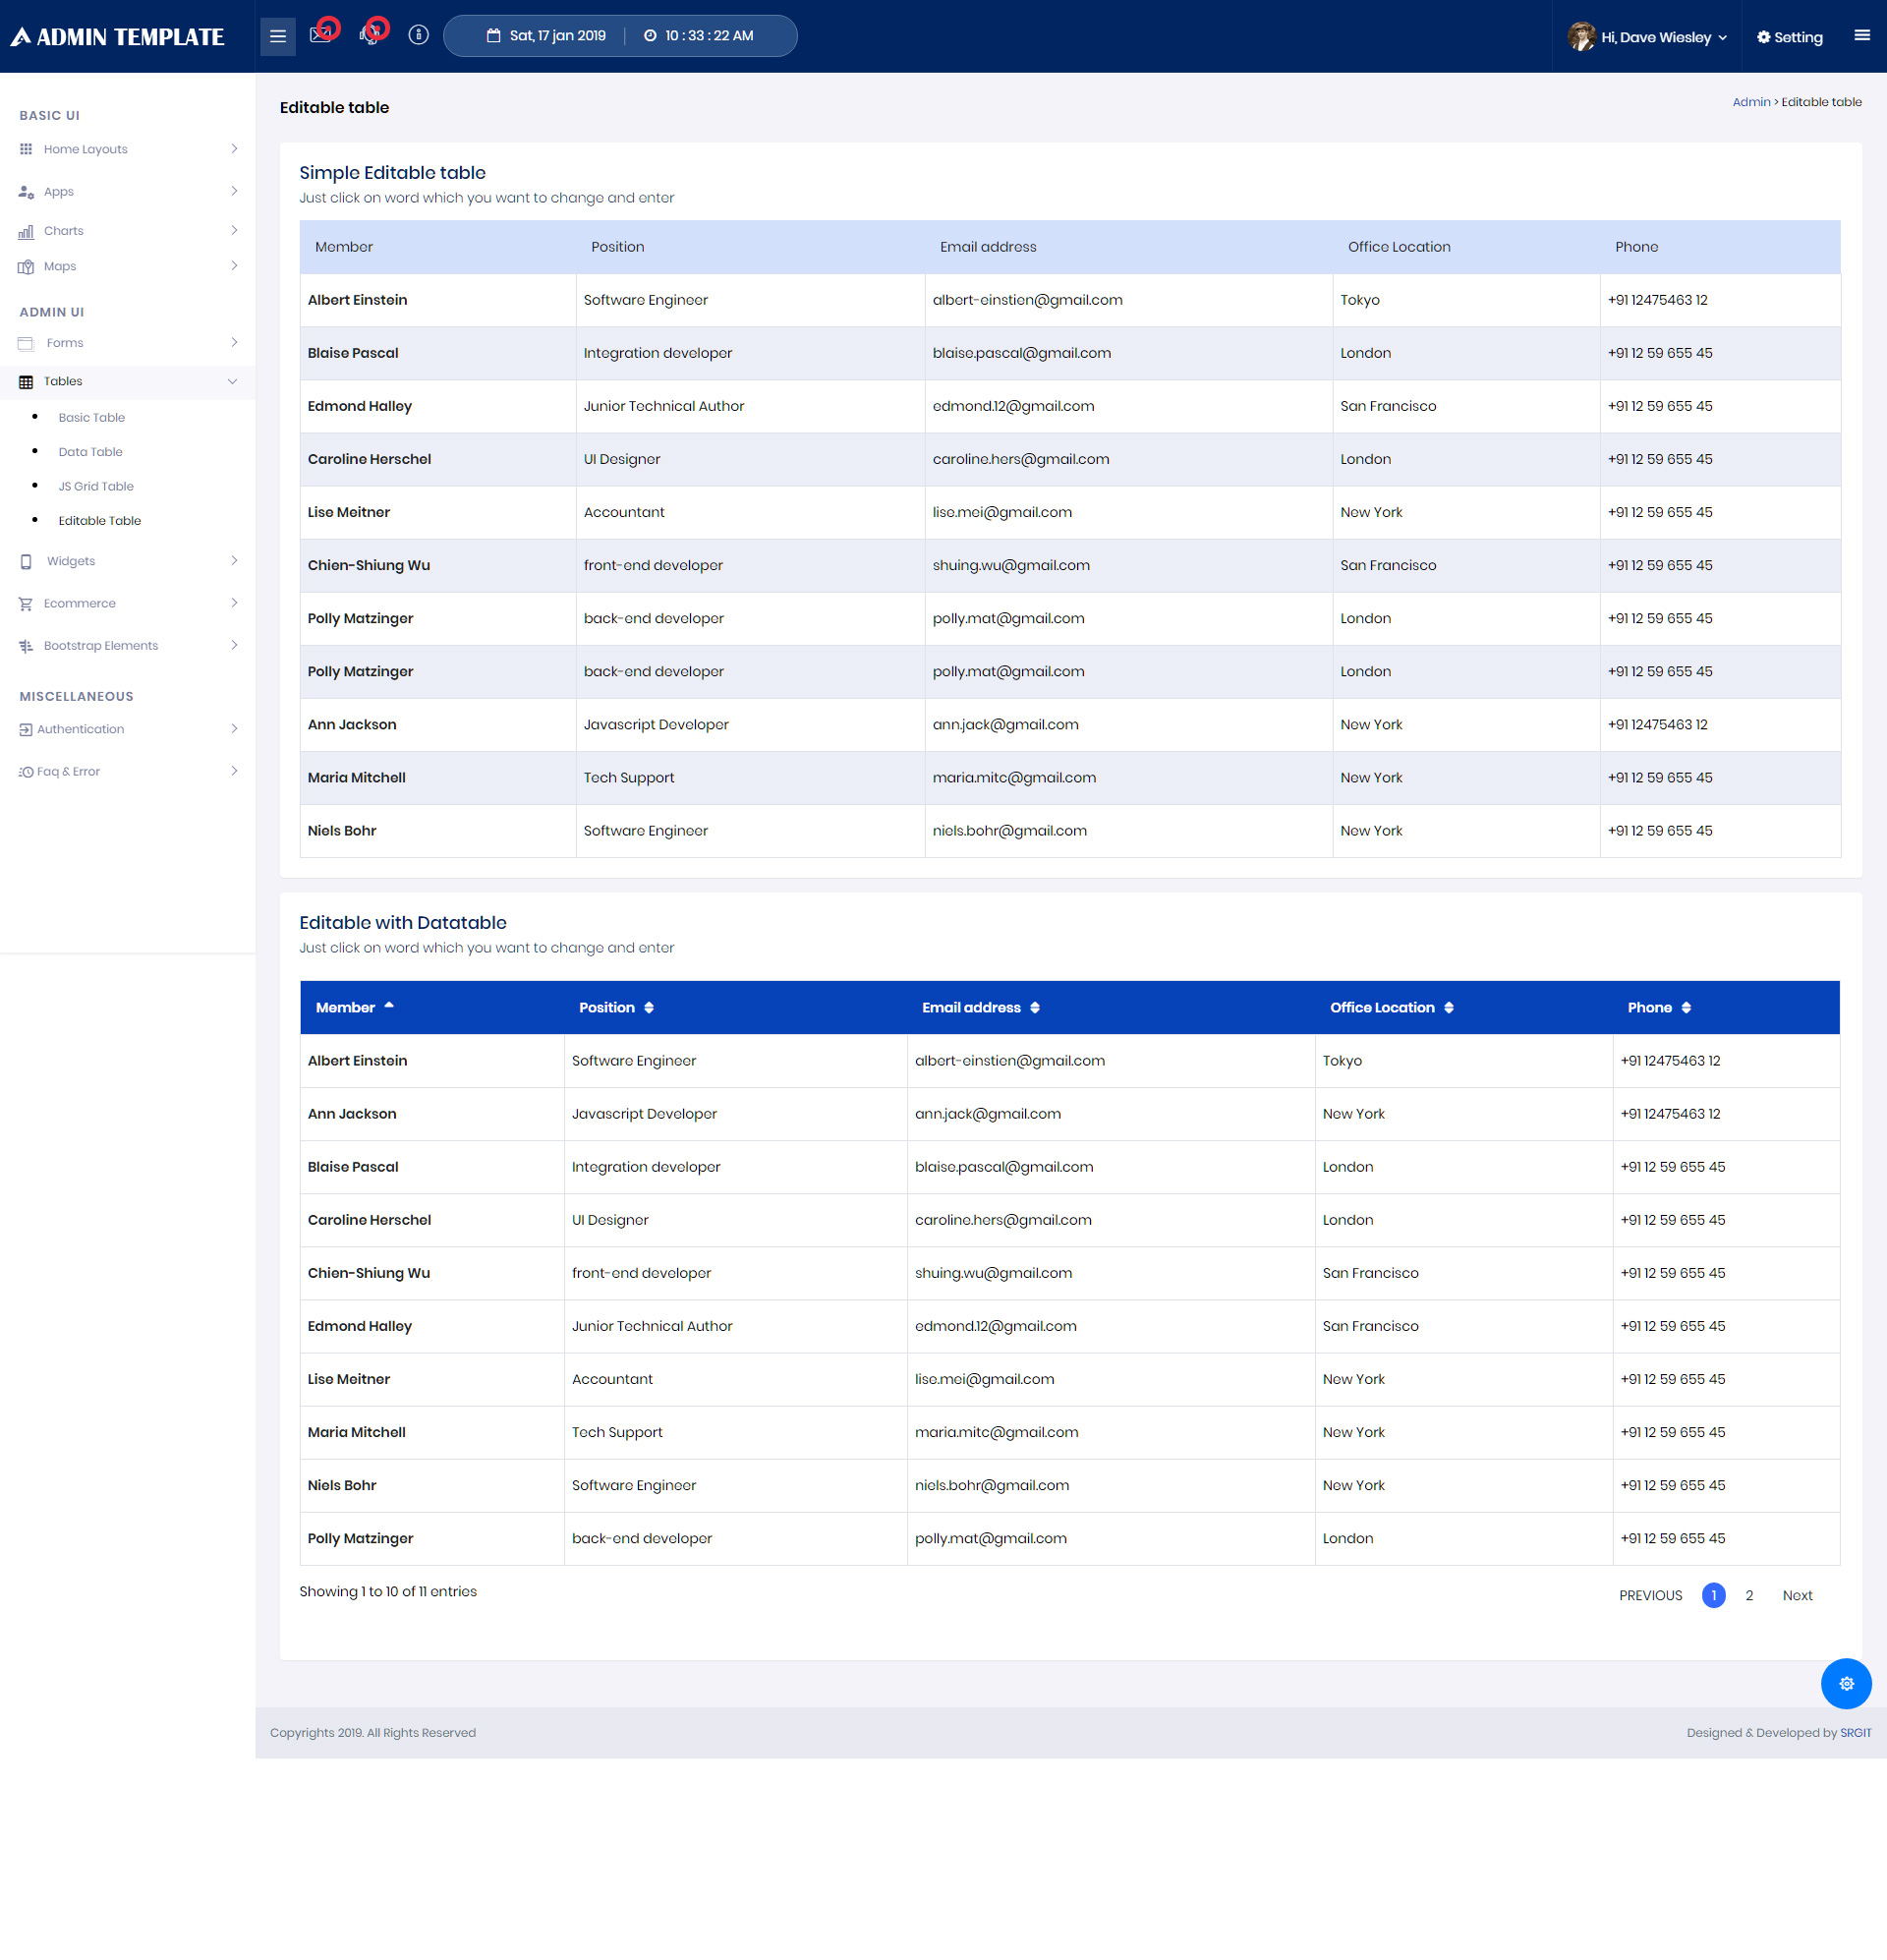 ADMIN TEMPLATE
Sat, 17 jan 2019
10 : 33 : 22 AM
Hi, Dave Wiesley
Setting
BASIC UI
Home Layouts
Apps
Charts
Maps
ADMIN UI
Forms
Tables
Basic Table
Data Table
JS Grid Table
Editable Table
Widgets
Ecommerce
Bootstrap Elements
MISCELLANEOUS
Authentication
Faq & Error
Editable table
Admin > Editable table
Simple Editable table
Just click on word which you want to change and enter
Member Position Email address Office Location Phone
Albert Einstein Software Engineer albert-einstien@gmail.com Tokyo +91 12475463 12
Blaise Pascal Integration developer blaise.pascal@gmail.com London +91 12 59 655 45
Edmond Halley Junior Technical Author edmond.12@gmail.com San Francisco +91 12 59 655 45
Caroline Herschel UI Designer caroline.hers@gmail.com London +91 12 59 655 45
Lise Meitner Accountant lise.mei@gmail.com New York +91 12 59 655 45
Chien-Shiung Wu front-end developer shuing.wu@gmail.com San Francisco +91 12 59 655 45
Polly Matzinger back-end developer polly.mat@gmail.com London +91 12 59 655 45
Polly Matzinger back-end developer polly.mat@gmail.com London +91 12 59 655 45
Ann Jackson Javascript Developer ann.jack@gmail.com New York +91 12475463 12
Maria Mitchell Tech Support maria.mitc@gmail.com New York +91 12 59 655 45
Niels Bohr Software Engineer niels.bohr@gmail.com New York +91 12 59 655 45
Editable with Datatable
Just click on word which you want to change and enter
Member Position Email address Office Location Phone
Albert Einstein Software Engineer albert-einstien@gmail.com Tokyo +91 12475463 12
Ann Jackson Javascript Developer ann.jack@gmail.com New York +91 12475463 12
Blaise Pascal Integration developer blaise.pascal@gmail.com London +91 12 59 655 45
Caroline Herschel UI Designer caroline.hers@gmail.com London +91 12 59 655 45
Chien-Shiung Wu front-end developer shuing.wu@gmail.com San Francisco +91 12 59 655 45
Edmond Halley Junior Technical Author edmond.12@gmail.com San Francisco +91 12 59 655 45
Lise Meitner Accountant lise.mei@gmail.com New York +91 12 59 655 45
Maria Mitchell Tech Support maria.mitc@gmail.com New York +91 12 59 655 45
Niels Bohr Software Engineer niels.bohr@gmail.com New York +91 12 59 655 45
Polly Matzinger back-end developer polly.mat@gmail.com London +91 12 59 655 45
Showing 1 to 10 of 11 entries
PREVIOUS 1 2 Next
Copyrights 2019. All Rights Reserved
Designed & Developed by SRGIT